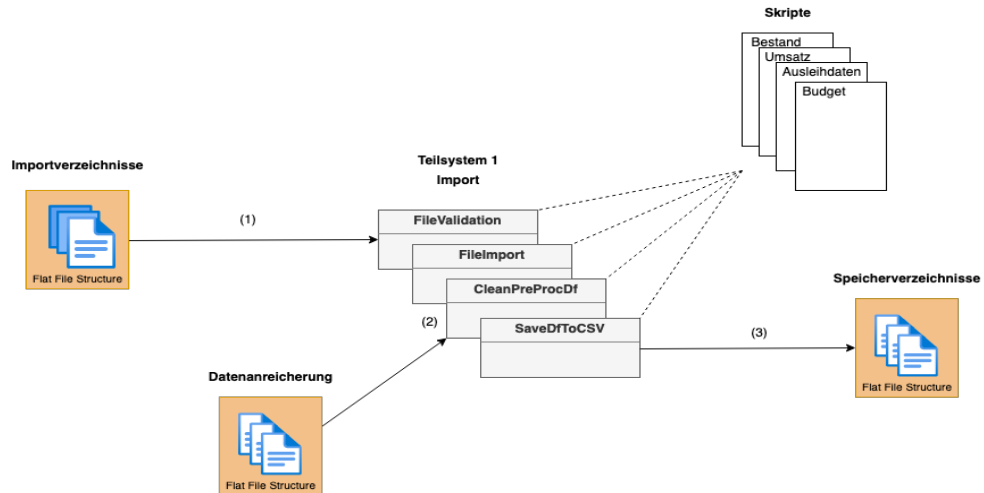 Skripte
Bestand
Umsatz
Ausleihdaten
Budget
Importverzeichnisse
Teilsystem 1
Import
(1)
FileValidation
FileImport
Flat File Structure
CleanPreProcDf
Speicherverzeichnisse
(2)
SaveDfToCSV
(3)
Datenanreicherung
Flat File Structure
Flat File Structure